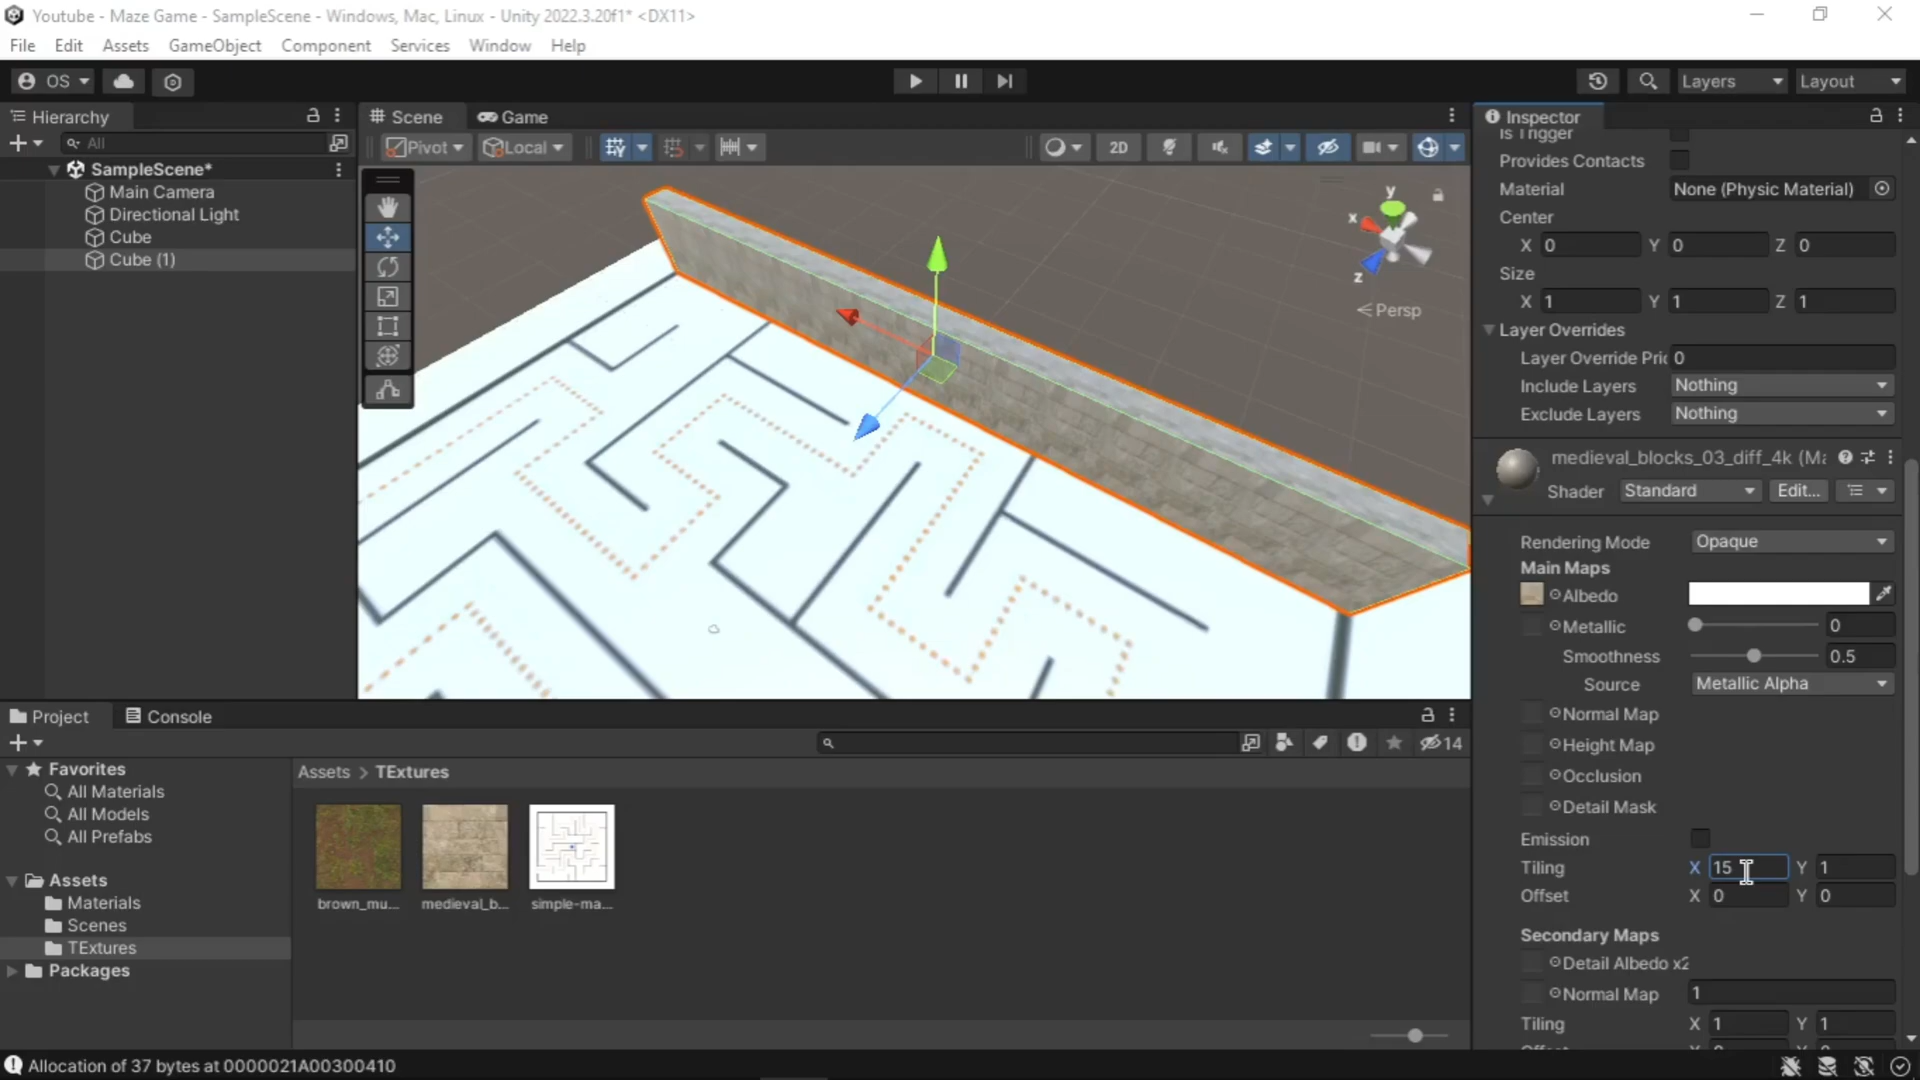 Youtube - Maze Game - SampleScene - Windows, Mac, Linux - Unity 2022.3.20f1* <DX11>
File Edit Assets GameObject Component Services Window Help
OS
Layers Layout
Hierarchy
All
SampleScene*
Main Camera
Directional Light
Cube
Cube (1)
Scene Game
Pivot Local 2D
y
x
z
Persp
Inspector
Is Trigger
Provides Contacts
Material None (Physic Material)
Center
X 0 Y 0 Z 0
Size
X 1 Y 1 Z 1
Layer Overrides
Layer Override Pric 0
Include Layers Nothing
Exclude Layers Nothing
medieval_blocks_03_diff_4k (Ma
Shader Standard Edit...
Rendering Mode Opaque
Main Maps
Albedo
Metallic 0
Smoothness 0.5
Source Metallic Alpha
Normal Map
Height Map
Occlusion
Detail Mask
Emission
Tiling X 15 Y 1
Offset X 0 Y 0
Secondary Maps
Detail Albedo x2
Normal Map 1
Tiling X 1 Y 1
Project Console
14
Favorites
All Materials
All Models
All Prefabs
Assets
Materials
Scenes
TExtures
Packages
Assets > TExtures
brown_mu... medieval_b... simple-ma...
Allocation of 37 bytes at 0000021A00300410